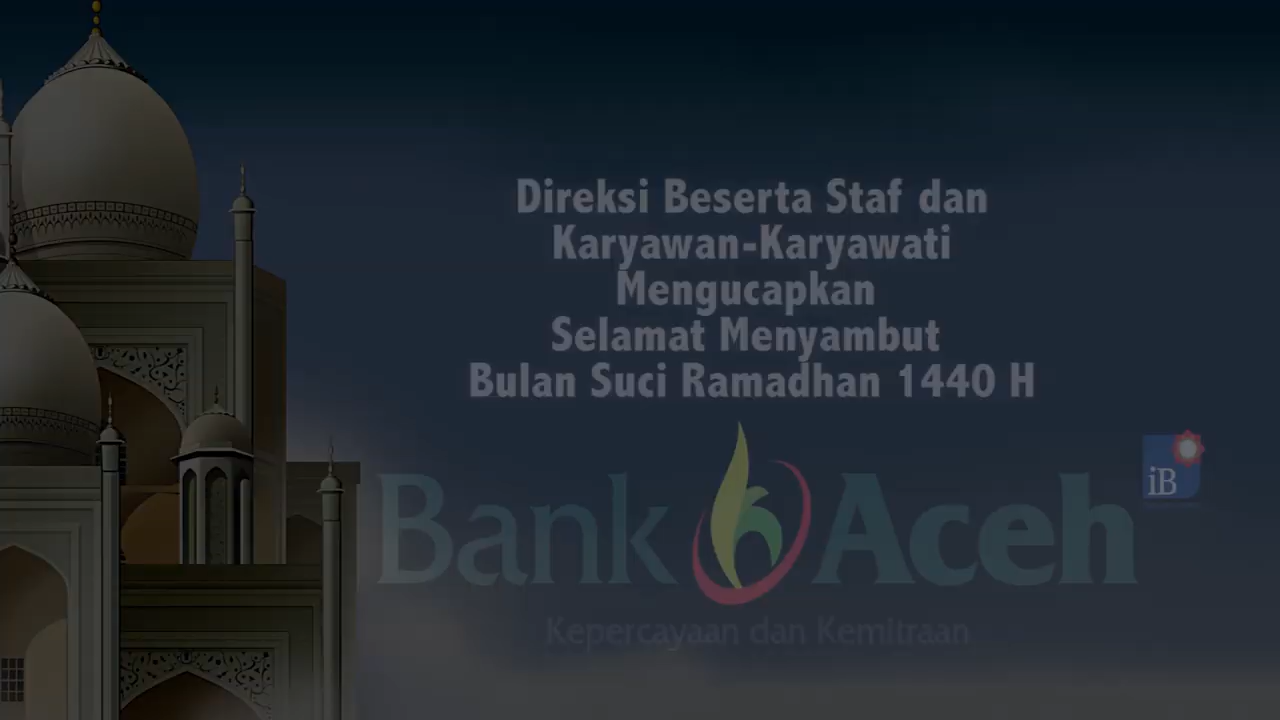 Direksi Beserta Staf dan
Karyawan-Karyawati
Mengucapkan
Selamat Menyambut
Bulan Suci Ramadhan 1440 H
iB
Bank Aceh
Kepercayaan dan Kemitraan